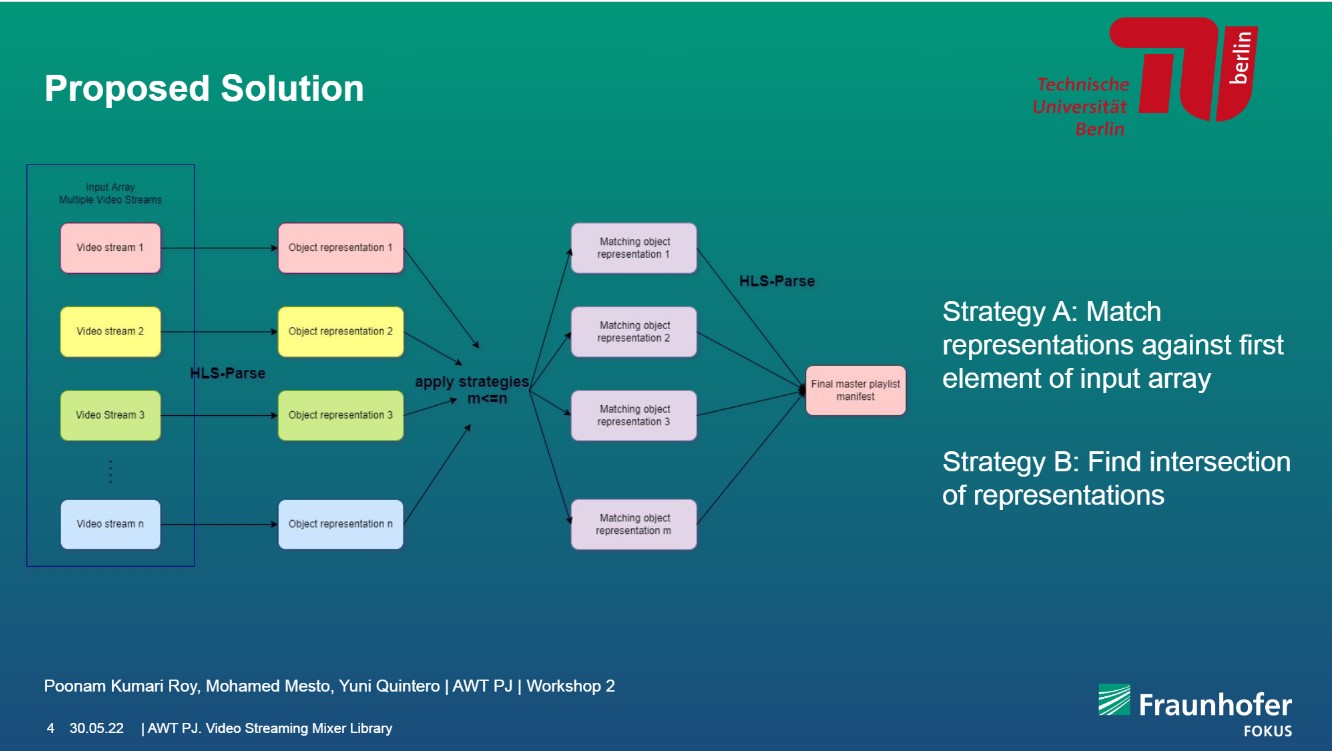 Proposed Solution
Technische
Universität
Berlin
berlin
Input Array
Multiple Video Streams
Video stream 1
Object representation 1
Matching object
representation 1
HLS-Parse
Video stream 2
Object representation 2
Matching object
representation 2
HLS-Parse
apply strategies
m<=n
Final master playlist
manifest
Video Stream 3
Object representation 3
Matching object
representation 3
Video stream n
Object representation n
Matching object
representation m
Strategy A: Match
representations against first
element of input array
Strategy B: Find intersection
of representations
Poonam Kumari Roy, Mohamed Mesto, Yuni Quintero | AWT PJ | Workshop 2
4 30.05.22 | AWT PJ. Video Streaming Mixer Library
Fraunhofer
FOKUS